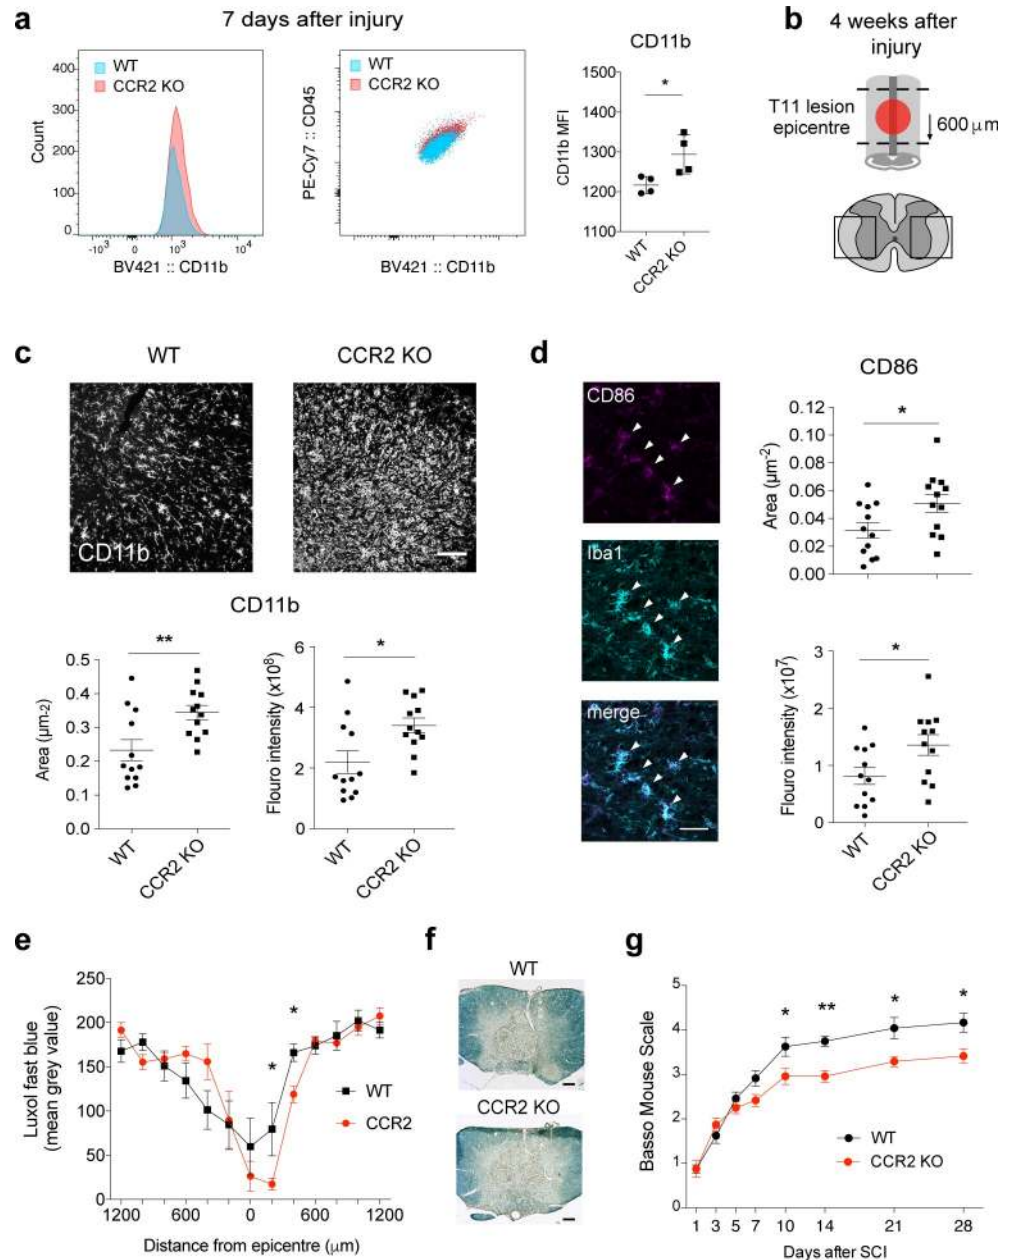 a
7 days after injury
400
300
200
100
0
Count
WT
CCR2 KO
-10³ 0 10³ 10⁴
BV421 :: CD11b
PE-Cy7 :: CD45
WT
CCR2 KO
BV421 :: CD11b
CD11b
CD11b MFI
1500
1400
1300
1200
1100
*
WT
CCR2 KO
b
4 weeks after
injury
T11 lesion
epicentre
600 µm
c
WT
CCR2 KO
CD11b
CD11b
Area (µm-2)
0.5
0.4
0.3
0.2
0.1
0.0
**
WT
CCR2 KO
Flouro intensity (x10⁸)
6
4
2
0
*
WT
CCR2 KO
d
CD86
Iba1
merge
CD86
Area (µm⁻²)
0.12
0.10
0.08
0.06
0.04
0.02
0.00
*
Flouro intensity (x10⁷)
3
2
1
0
*
WT
CCR2 KO
e
Luxol fast blue
(mean grey value)
250
200
150
100
50
0
*
*
WT
CCR2
1200 600 0 600 1200
Distance from epicentre (µm)
f
WT
CCR2 KO
g
Basso Mouse Scale
5
4
3
2
1
0
* ** * *
WT
CCR2 KO
1 3 5 7 10 14 21 28
Days after SCI